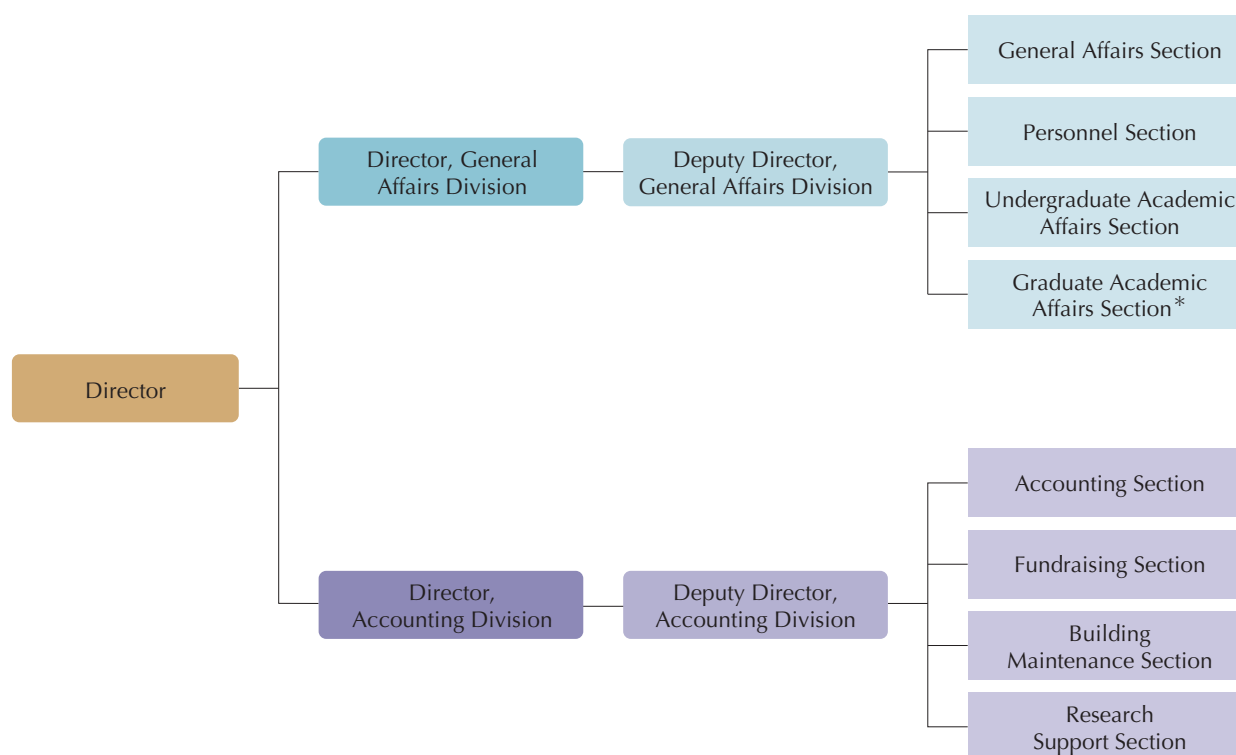 Director
Director, General
Affairs Division
Deputy Director,
General Affairs Division
General Affairs Section
Personnel Section
Undergraduate Academic
Affairs Section
Graduate Academic
Affairs Section*
Director,
Accounting Division
Deputy Director,
Accounting Division
Accounting Section
Fundraising Section
Building
Maintenance Section
Research
Support Section